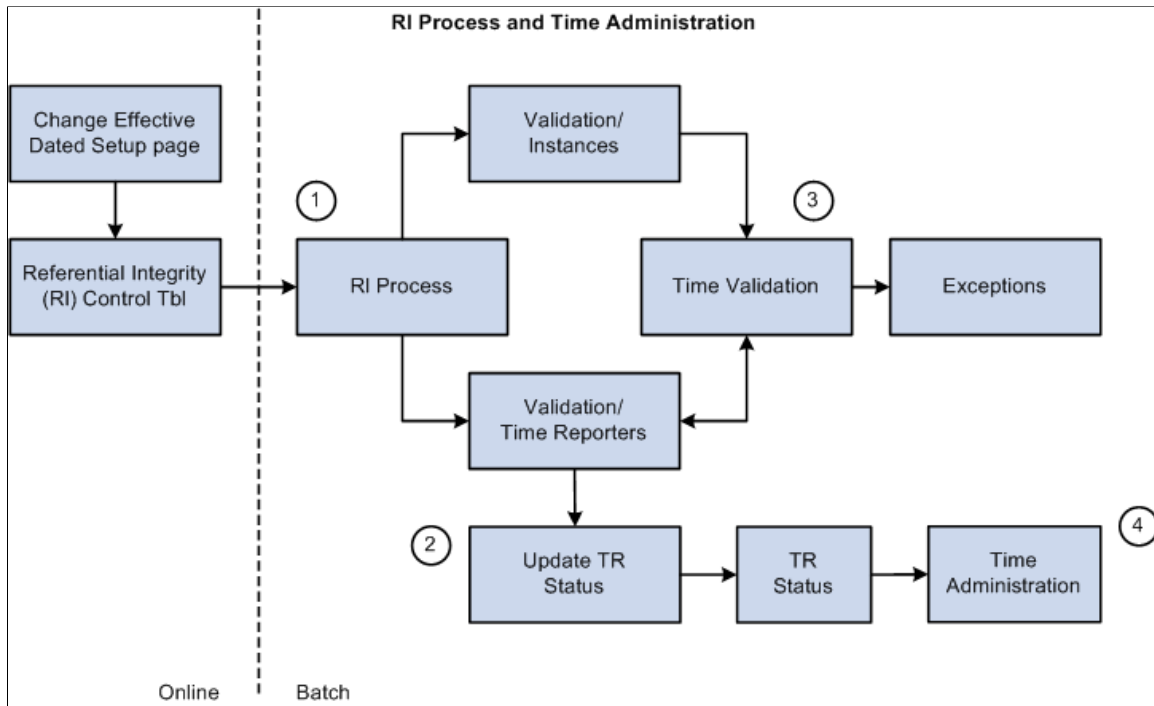 RI Process and Time Administration
Change Effective
Dated Setup page
Validation/
Instances
1
3
Referential Integrity
(RI) Control Tbl
RI Process
Time Validation
Exceptions
Validation/
Time Reporters
2
Update TR
Status
TR
Status
Time
Administration
4
Online
Batch